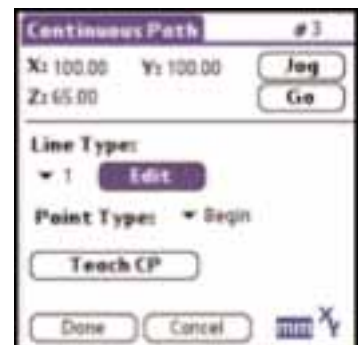 Continuous Path #3
X: 100.00 Y: 100.00 Jog
Z: 65.00 Go
Line Type:
1 Edit
Point Type: Begin
Teach CP
Done Cancel mm X Y